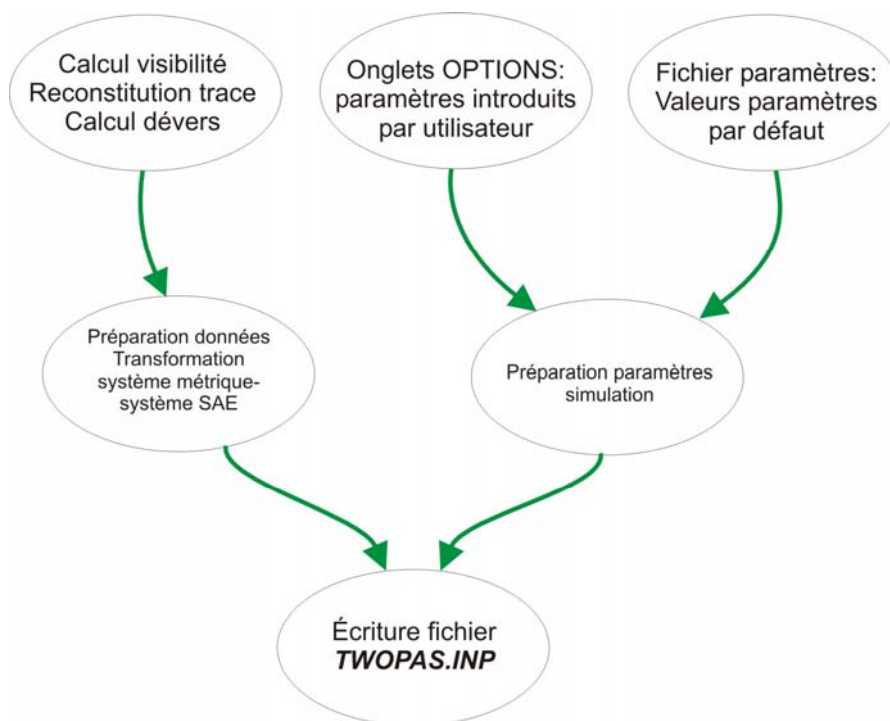 Calcul visibilité
Reconstitution trace
Calcul dévers
Onglets OPTIONS:
paramètres introduits
par utilisateur
Fichier paramètres:
Valeurs paramètres
par défaut
Préparation données
Transformation
système métrique-
système SAE
Préparation paramètres
simulation
Écriture fichier
TWOPAS.INP